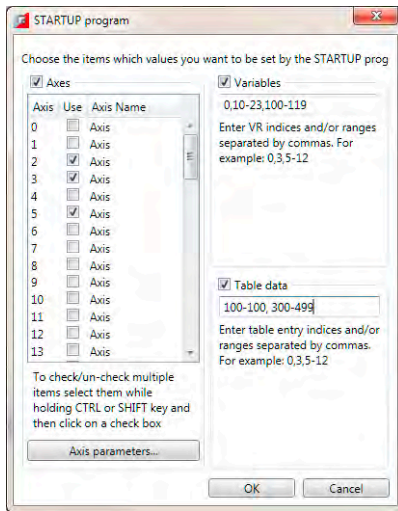 STARTUP program
Choose the items which values you want to be set by the STARTUP prog
Axes
Axis Use Axis Name
0 Axis
1 Axis
2 Axis
3 Axis
4 Axis
5 Axis
6 Axis
7 Axis
8 Axis
9 Axis
10 Axis
11 Axis
12 Axis
13 Axis
To check/un-check multiple
items select them while
holding CTRL or SHIFT key and
then click on a check box
Axis parameters...
Variables
0,10-23,100-119
Enter VR indices and/or ranges
separated by commas. For
example: 0,3,5-12
Table data
100-100, 300-499
Enter table entry indices and/or
ranges separated by commas.
For example: 0,3,5-12
OK
Cancel